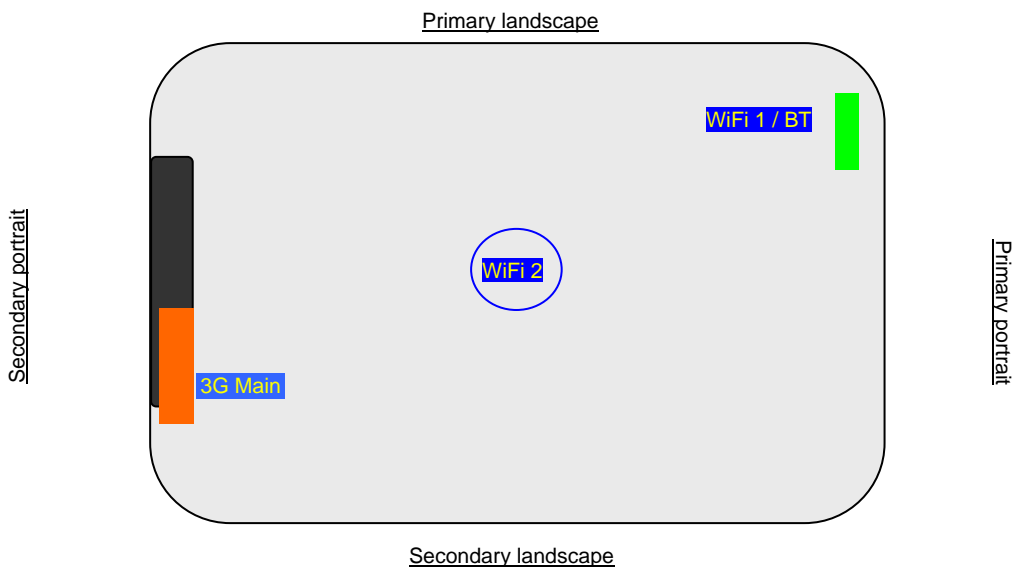 Primary landscape
WiFi 1 / BT
Secondary portrait
WiFi 2
Primary portrait
3G Main
Secondary landscape